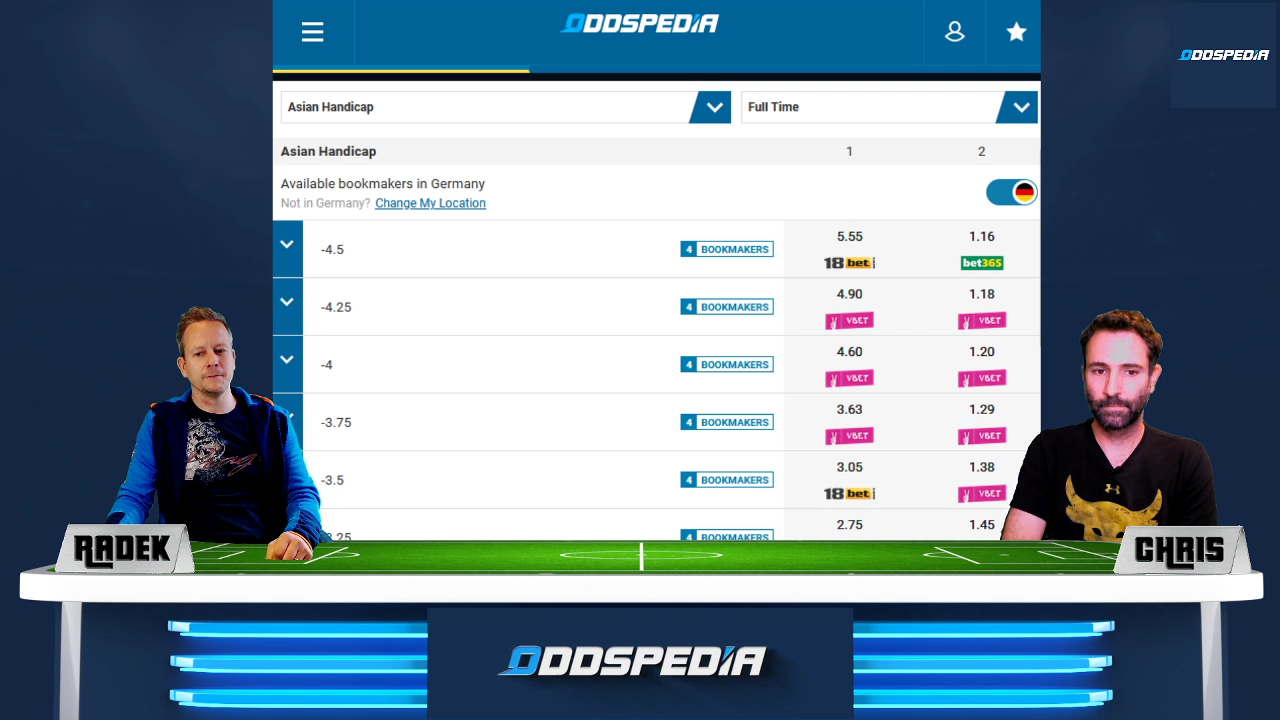 ODDSPEDIA
ODDSPEDIA
Asian Handicap
Full Time
Asian Handicap 1 2
Available bookmakers in Germany
Not in Germany? Change My Location
-4.5 4 BOOKMAKERS 5.55 1.16
18bet bet365
-4.25 4 BOOKMAKERS 4.90 1.18
VBET VBET
-4 4 BOOKMAKERS 4.60 1.20
VBET VBET
-3.75 4 BOOKMAKERS 3.63 1.29
VBET VBET
-3.5 4 BOOKMAKERS 3.05 1.38
18bet VBET
3.25 4 BOOKMAKERS 2.75 1.45
RADEK
CHRIS
ODDSPEDIA